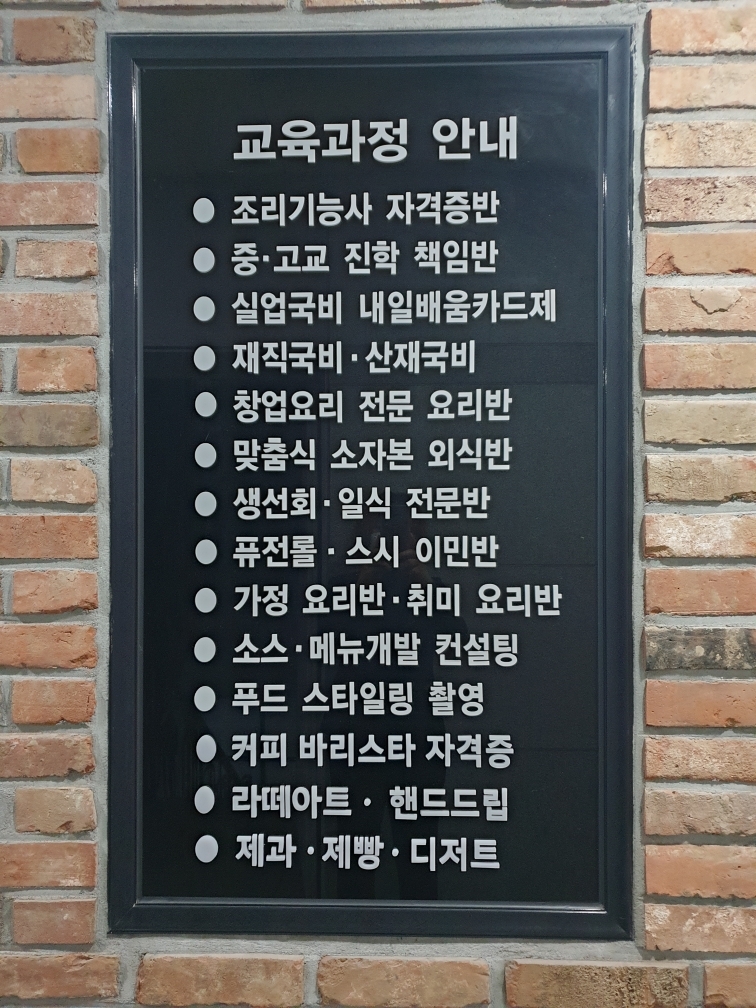 교육과정 안내
● 조리기능사 자격증반
● 중·고교 진학 책임반
● 실업국비 내일배움카드제
● 재직국비·산재국비
● 창업요리 전문 요리반
● 맞춤식 소자본 외식반
● 생선회·일식 전문반
● 퓨전롤·스시 이민반
● 가정 요리반·취미 요리반
● 소스·메뉴개발 컨설팅
● 푸드 스타일링 촬영
● 커피 바리스타 자격증
● 라떼아트· 핸드드립
● 제과·제빵·디저트